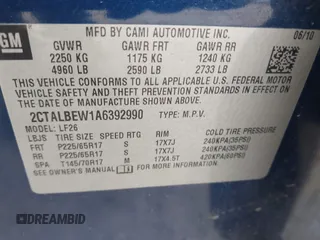 GM
MFD BY CAMI AUTOMOTIVE INC. 06/10
GVWR GAWR FRT GAWR RR
2250 KG 1175 KG 1240 KG
4960 LB 2590 LB 2733 LB
THIS VEHICLE CONFORMS TO ALL APPLICABLE U.S. FEDERAL MOTOR
VEHICLE SAFETY, BUMPER, AND THEFT PREVENTION STANDARDS IN
EFFECT ON THE DATE OF MANUFACTURE SHOWN ABOVE.
2CTALBEW1A6392990 TYPE: M.P.V.
MODEL: LF26
TIRE SIZE SPEED RTG RIM COLD TIRE PRESSURE
FRT P225/65R17 S 17X7J 240KPA(35PSI)
RR P225/65R17 S 17X7J 240KPA(35PSI)
SPA T145/70R17 M 17X4.5T 420KPA(60PSI)
SEE OWNER'S MANUAL
DREAMBID